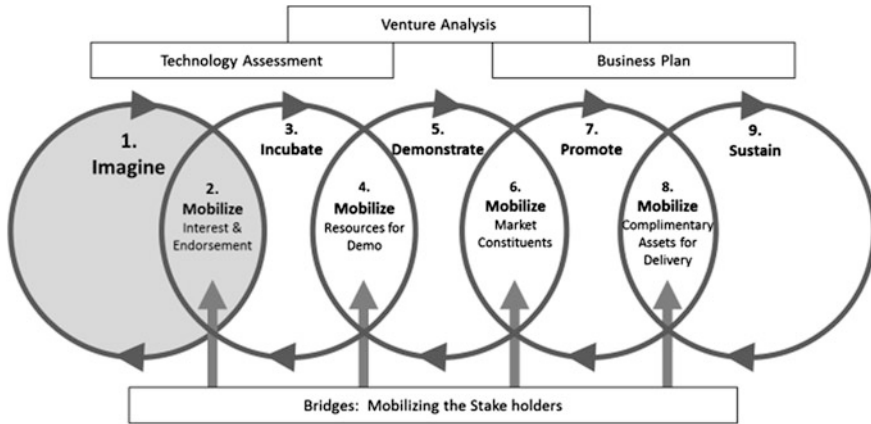 Venture Analysis
Technology Assessment
Business Plan
1.
Imagine
2.
Mobilize
Interest &
Endorsement
3.
Incubate
4.
Mobilize
Resources for
Demo
5.
Demonstrate
6.
Mobilize
Market
Constituents
7.
Promote
8.
Mobilize
Complimentary
Assets for
Delivery
9.
Sustain
Bridges: Mobilizing the Stake holders